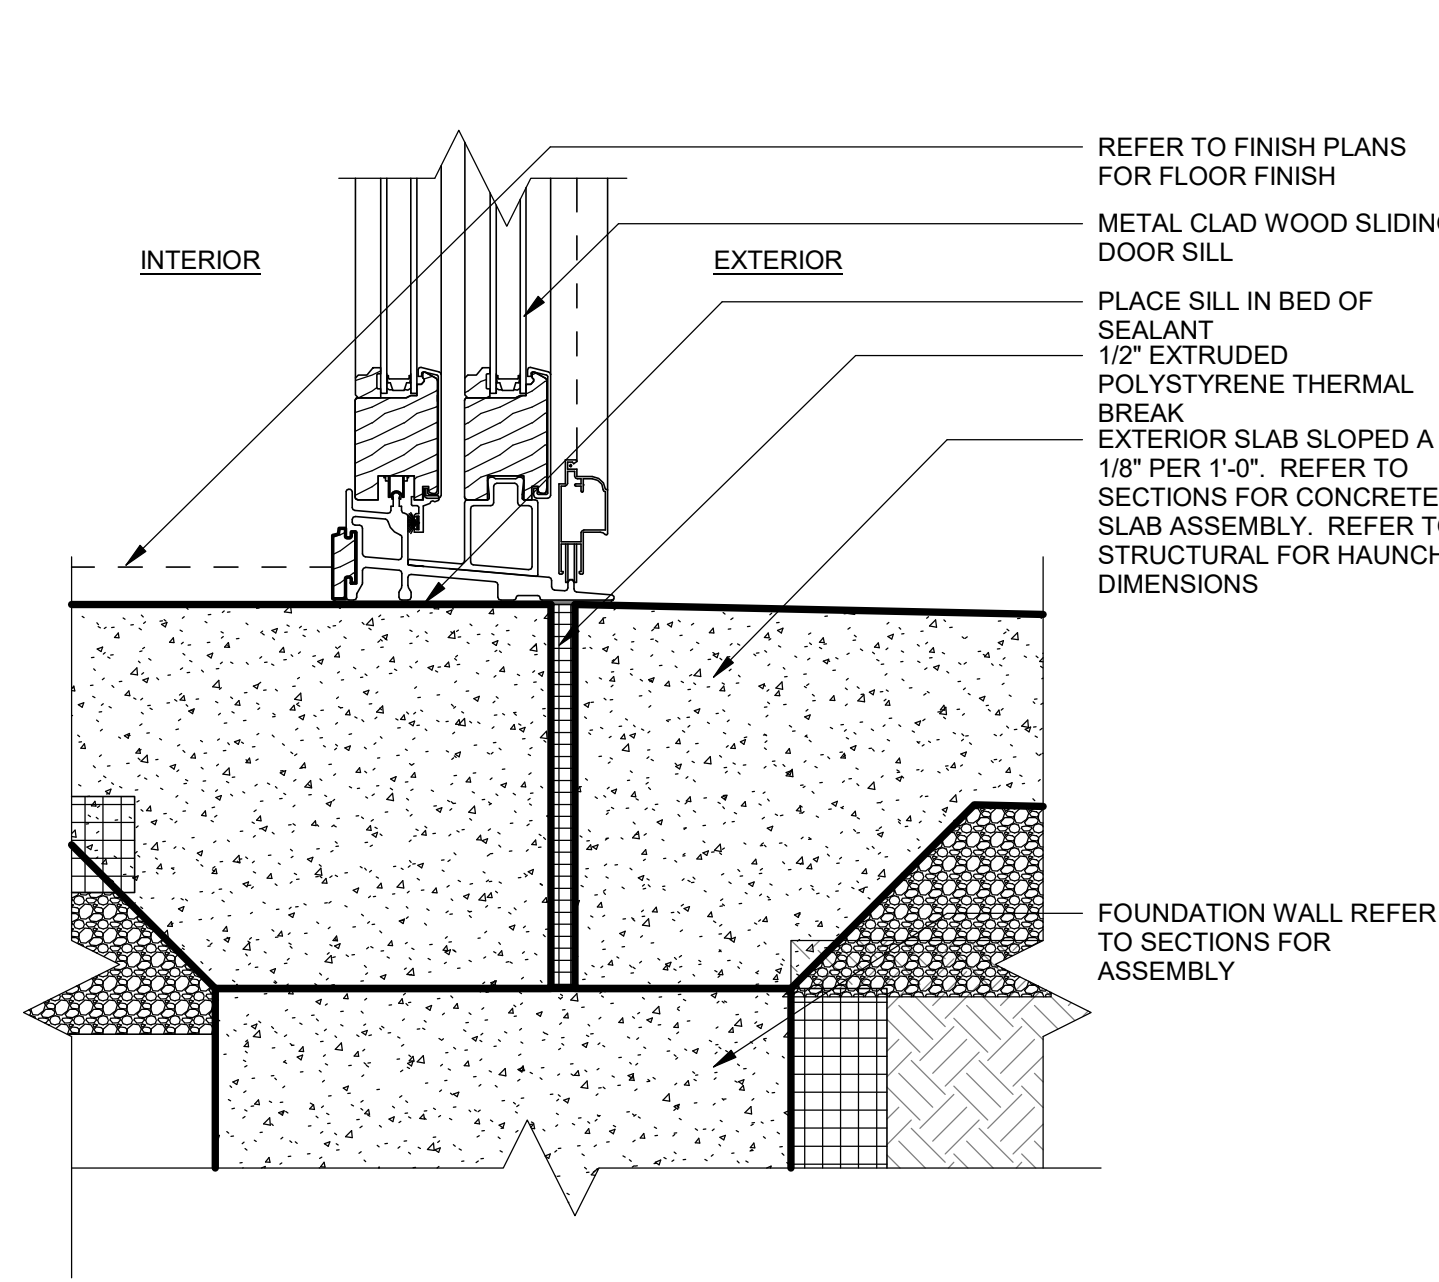 REFER TO FINISH PLANS
FOR FLOOR FINISH
INTERIOR
EXTERIOR
METAL CLAD WOOD SLIDING
DOOR SILL
PLACE SILL IN BED OF
SEALANT
1/2" EXTRUDED
POLYSTYRENE THERMAL
BREAK
EXTERIOR SLAB SLOPED A
1/8" PER 1'-0". REFER TO
SECTIONS FOR CONCRETE
SLAB ASSEMBLY. REFER TO
STRUCTURAL FOR HAUNCH
DIMENSIONS
FOUNDATION WALL REFER
TO SECTIONS FOR
ASSEMBLY